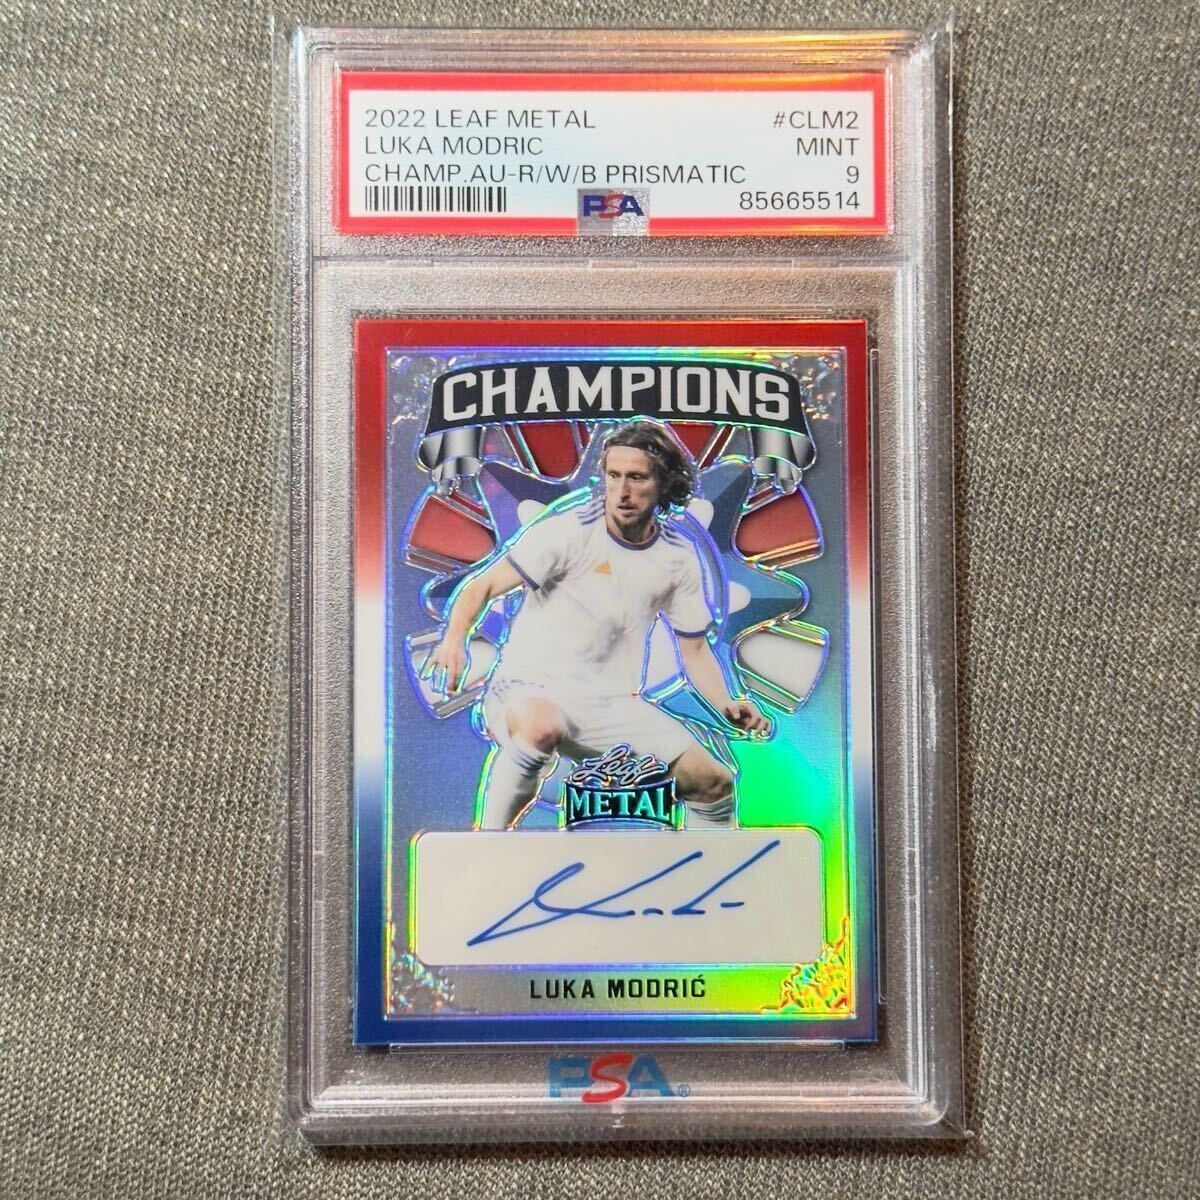 2022 LEAF METAL #CLM2
LUKA MODRIC MINT
CHAMP.AU-R/W/B PRISMATIC 9
PSA 85665514
CHAMPIONS
Leaf
METAL
LUKA MODRIĆ
PSA®